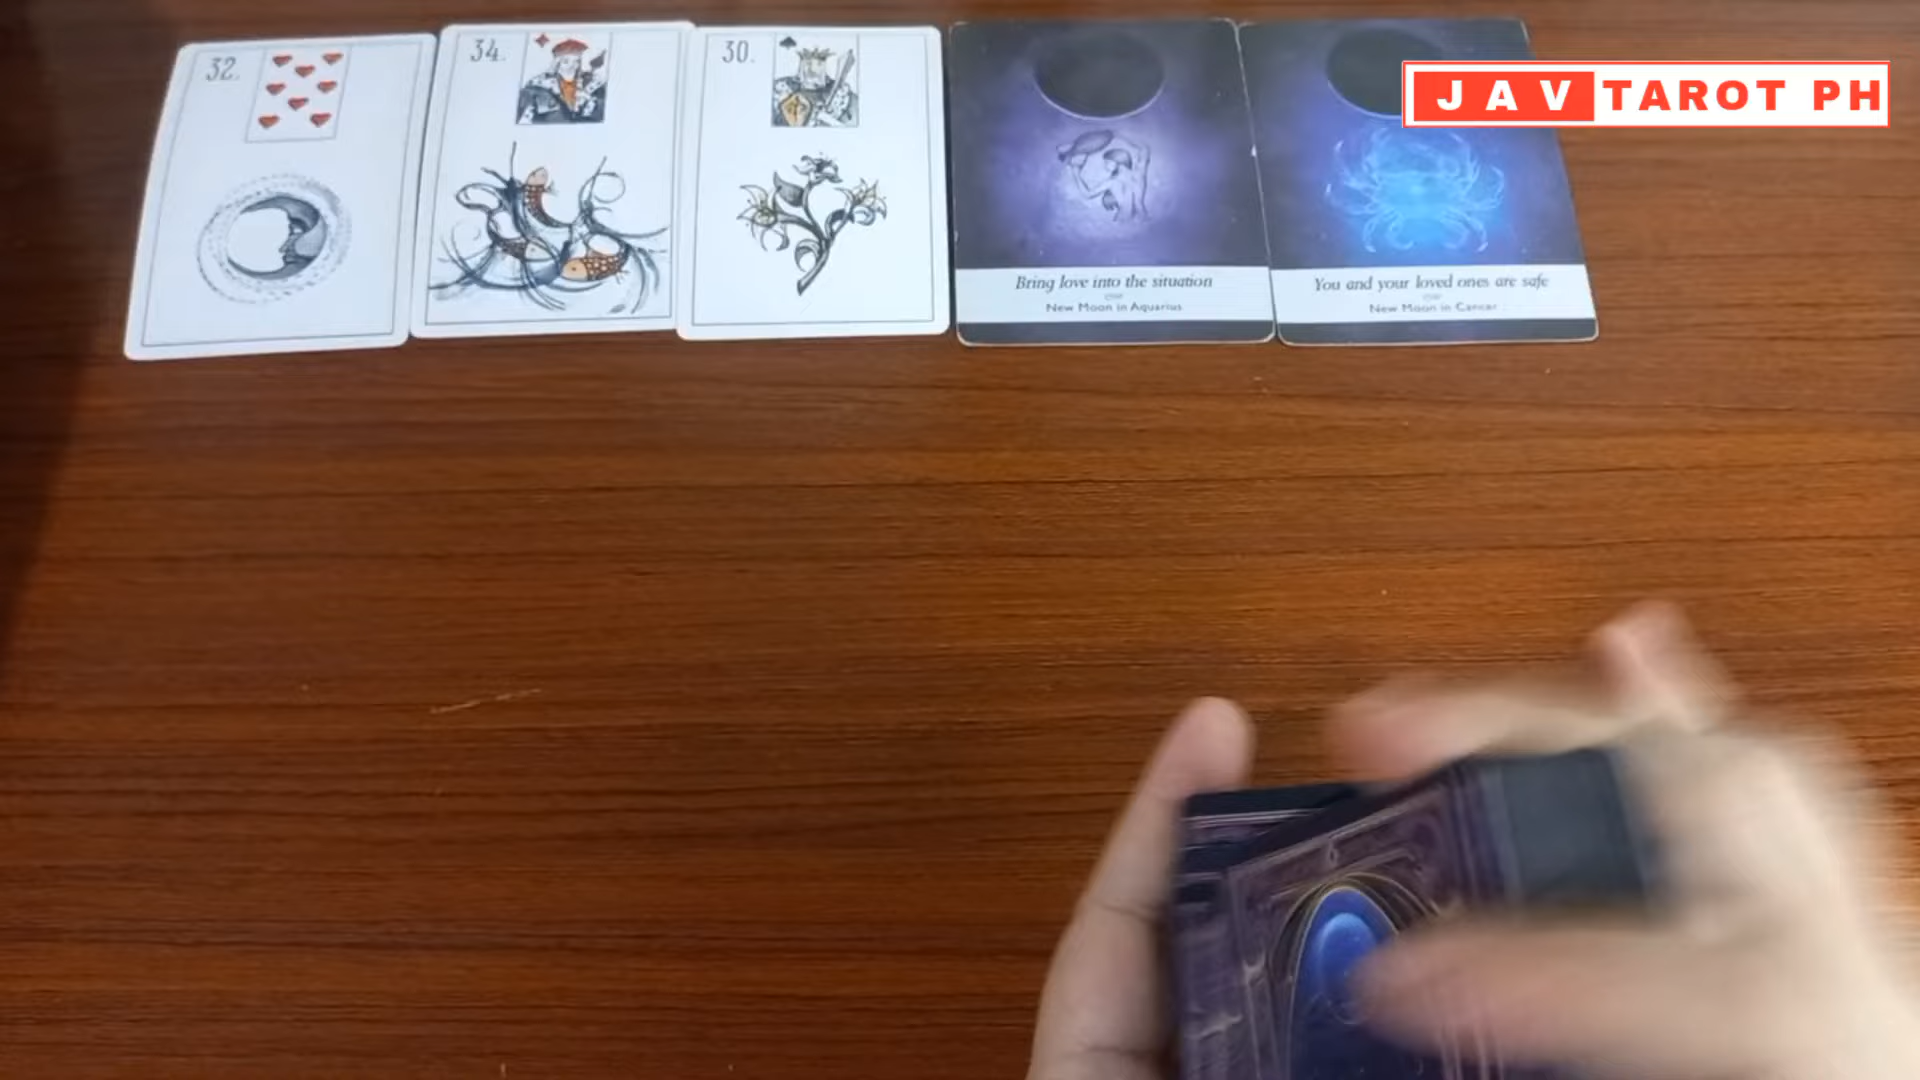 32.
34.
30.
Bring love into the situation
New Moon in Aquarius
You and your loved ones are safe
New Moon in Cancer
JAV TAROT PH